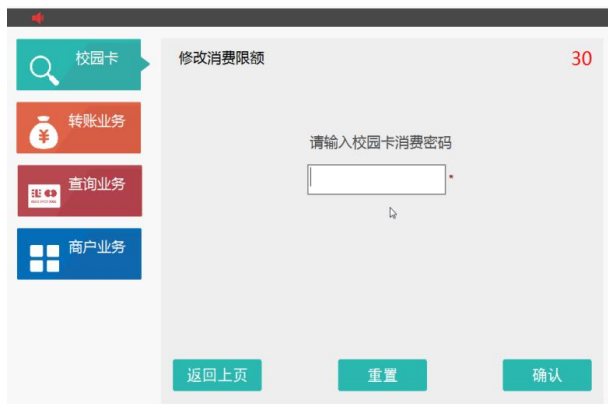 校园卡
转账业务
查询业务
商户业务
修改消费限额
30
请输入校园卡消费密码
*
返回上页
重置
确认